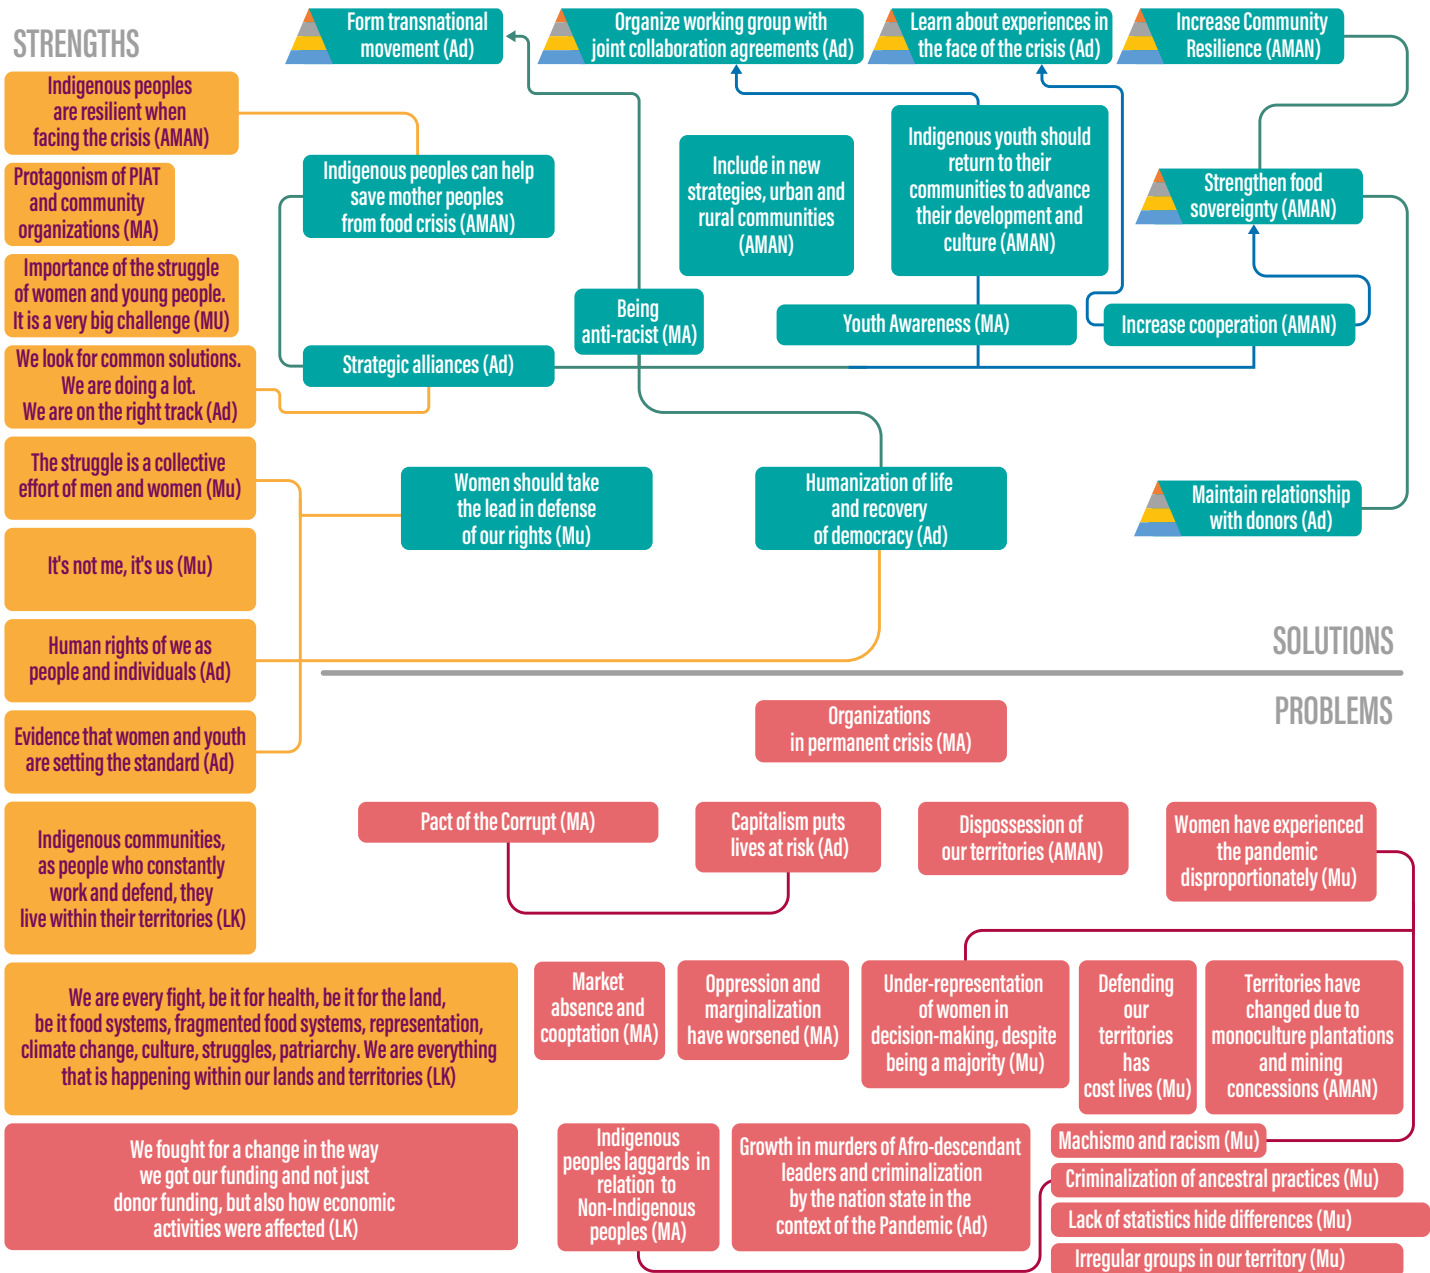 STRENGTHS
Form transnational
movement (Ad)
Organize working group with
joint collaboration agreements (Ad)
Learn about experiences in
the face of the crisis (Ad)
Increase Community
Resilience (AMAN)
Indigenous peoples
are resilient when
facing the crisis (AMAN)
Protagonism of PIAT
and community
organizations (MA)
Importance of the struggle
of women and young people.
It is a very big challenge (MU)
We look for common solutions.
We are doing a lot.
We are on the right track (Ad)
The struggle is a collective
effort of men and women (Mu)
It's not me, it's us (Mu)
Human rights of we as
people and individuals (Ad)
Evidence that women and youth
are setting the standard (Ad)
Indigenous communities,
as people who constantly
work and defend, they
live within their territories (LK)
We are every fight, be it for health, be it for the land,
be it food systems, fragmented food systems, representation,
climate change, culture, struggles, patriarchy. We are everything
that is happening within our lands and territories (LK)
We fought for a change in the way
we got our funding and not just
donor funding, but also how economic
activities were affected (LK)
Indigenous peoples can help
save mother peoples
from food crisis (AMAN)
Include in new
strategies, urban and
rural communities
(AMAN)
Indigenous youth should
return to their
communities to advance
their development and
culture (AMAN)
Strengthen food
sovereignty (AMAN)
Being
anti-racist (MA)
Youth Awareness (MA)
Increase cooperation (AMAN)
Strategic alliances (Ad)
Women should take
the lead in defense
of our rights (Mu)
Humanization of life
and recovery
of democracy (Ad)
Maintain relationship
with donors (Ad)
SOLUTIONS
PROBLEMS
Organizations
in permanent crisis (MA)
Pact of the Corrupt (MA)
Capitalism puts
lives at risk (Ad)
Dispossession of
our territories (AMAN)
Women have experienced
the pandemic
disproportionately (Mu)
Market
absence and
cooptation (MA)
Oppression and
marginalization
have worsened (MA)
Under-representation
of women in
decision-making, despite
being a majority (Mu)
Defending
our
territories
has
cost lives (Mu)
Territories have
changed due to
monoculture plantations
and mining
concessions (AMAN)
Indigenous
peoples laggards in
relation to
Non-Indigenous
peoples (MA)
Growth in murders of Afro-descendant
leaders and criminalization
by the nation state in the
context of the Pandemic (Ad)
Machismo and racism (Mu)
Criminalization of ancestral practices (Mu)
Lack of statistics hide differences (Mu)
Irregular groups in our territory (Mu)